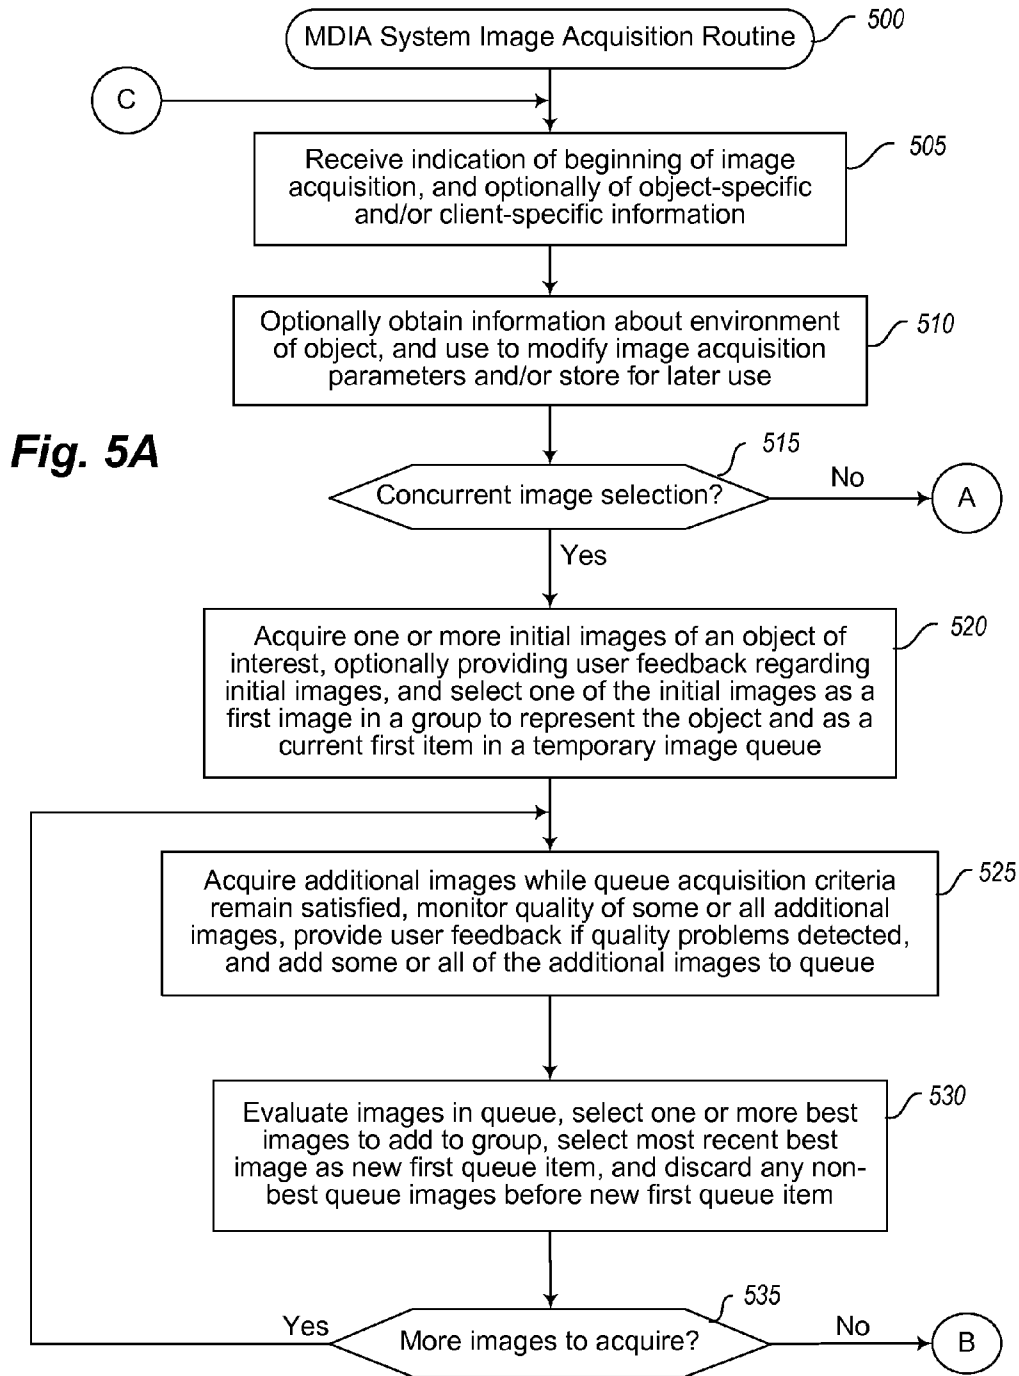 MDIA System Image Acquisition Routine
500
C
505
Receive indication of beginning of image
acquisition, and optionally of object-specific
and/or client-specific information
510
Optionally obtain information about environment
of object, and use to modify image acquisition
parameters and/or store for later use
Fig. 5A
515
Concurrent image selection?
No
A
Yes
520
Acquire one or more initial images of an object of
interest, optionally providing user feedback regarding
initial images, and select one of the initial images as a
first image in a group to represent the object and as a
current first item in a temporary image queue
525
Acquire additional images while queue acquisition criteria
remain satisfied, monitor quality of some or all additional
images, provide user feedback if quality problems detected,
and add some or all of the additional images to queue
530
Evaluate images in queue, select one or more best
images to add to group, select most recent best
image as new first queue item, and discard any non-
best queue images before new first queue item
535
Yes
More images to acquire?
No
B